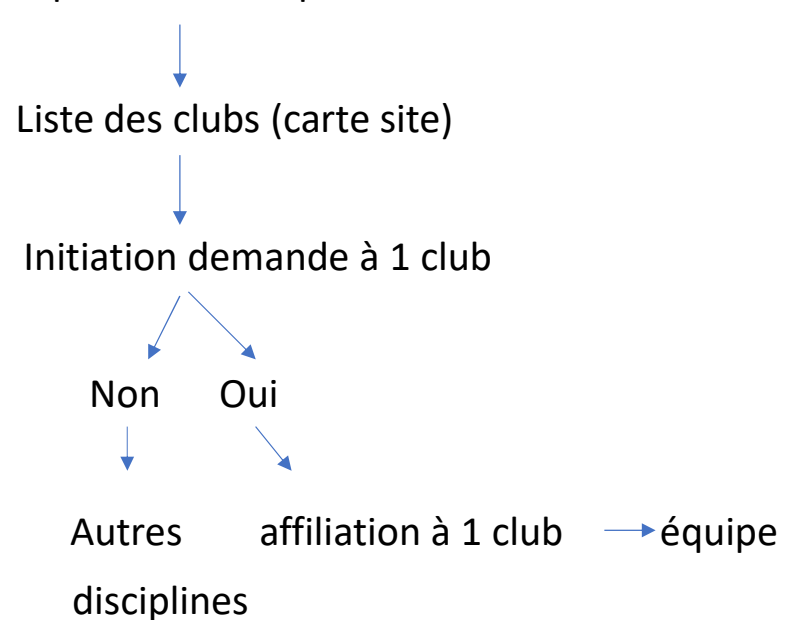 Liste des clubs (carte site)
Initiation demande à 1 club
Non Oui
Autres affiliation à 1 club équipe
disciplines